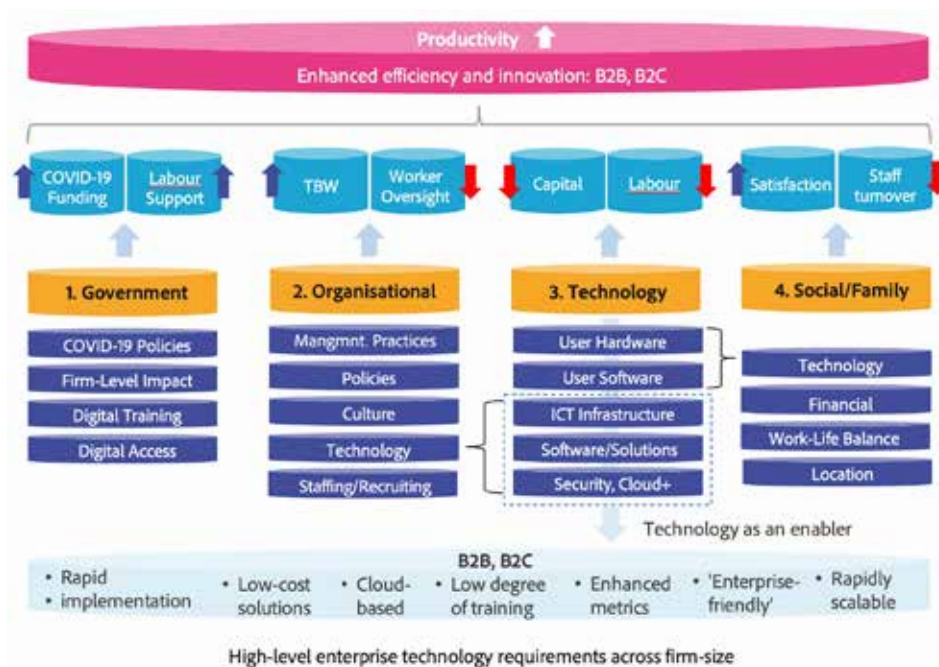 Productivity
Enhanced efficiency and innovation: B2B, B2C
COVID-19
Funding
Labour
Support
TBW
Worker
Oversight
Capital
Labour
Satisfaction
Staff
turnover
1. Government
2. Organisational
3. Technology
4. Social/Family
COVID-19 Policies
Firm-Level Impact
Digital Training
Digital Access
Mangmnt. Practices
Policies
Culture
Technology
Staffing/Recruiting
User Hardware
User Software
ICT Infrastructure
Software/Solutions
Security, Cloud+
Technology
Financial
Work-Life Balance
Location
Technology as an enabler
B2B, B2C
• Rapid
• implementation
• Low-cost
solutions
• Cloud-
based
• Low degree
of training
• Enhanced
metrics
• 'Enterprise-
friendly'
• Rapidly
scalable
High-level enterprise technology requirements across firm-size